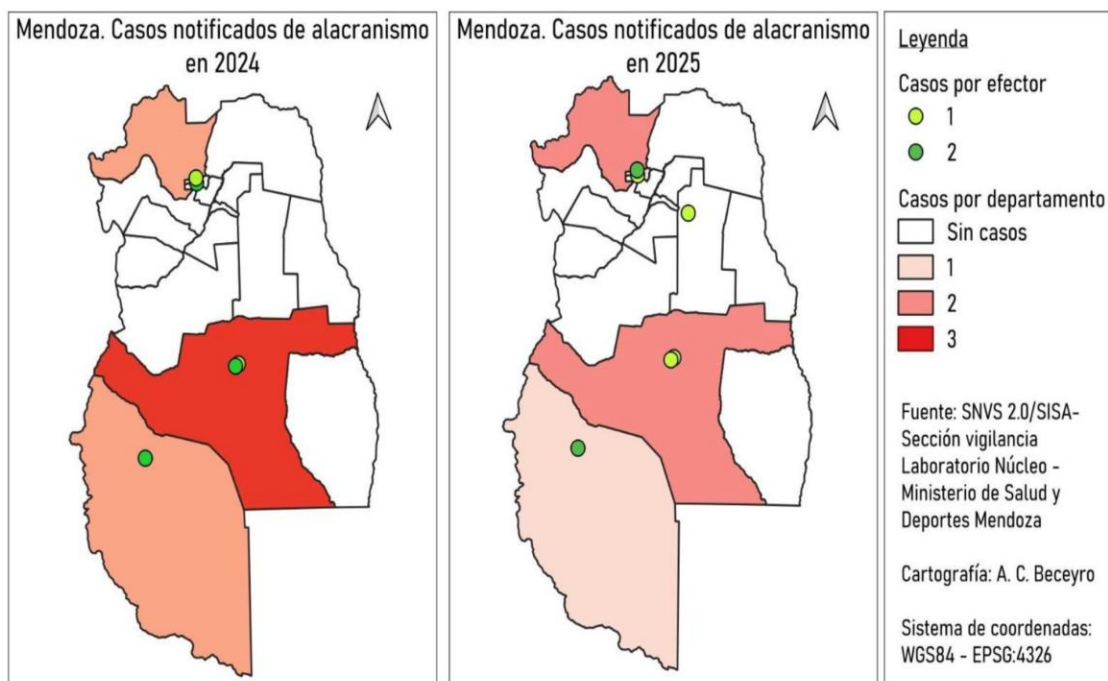 Mendoza. Casos notificados de alacranismo
en 2024
Mendoza. Casos notificados de alacranismo
en 2025
Leyenda
Casos por efector
1
2
Casos por departamento
Sin casos
1
2
3
Fuente: SNVS 2.0/SISA-
Sección vigilancia
Laboratorio Núcleo -
Ministerio de Salud y
Deportes Mendoza
Cartografía: A. C. Beceyro
Sistema de coordenadas:
WGS84 - EPSG:4326